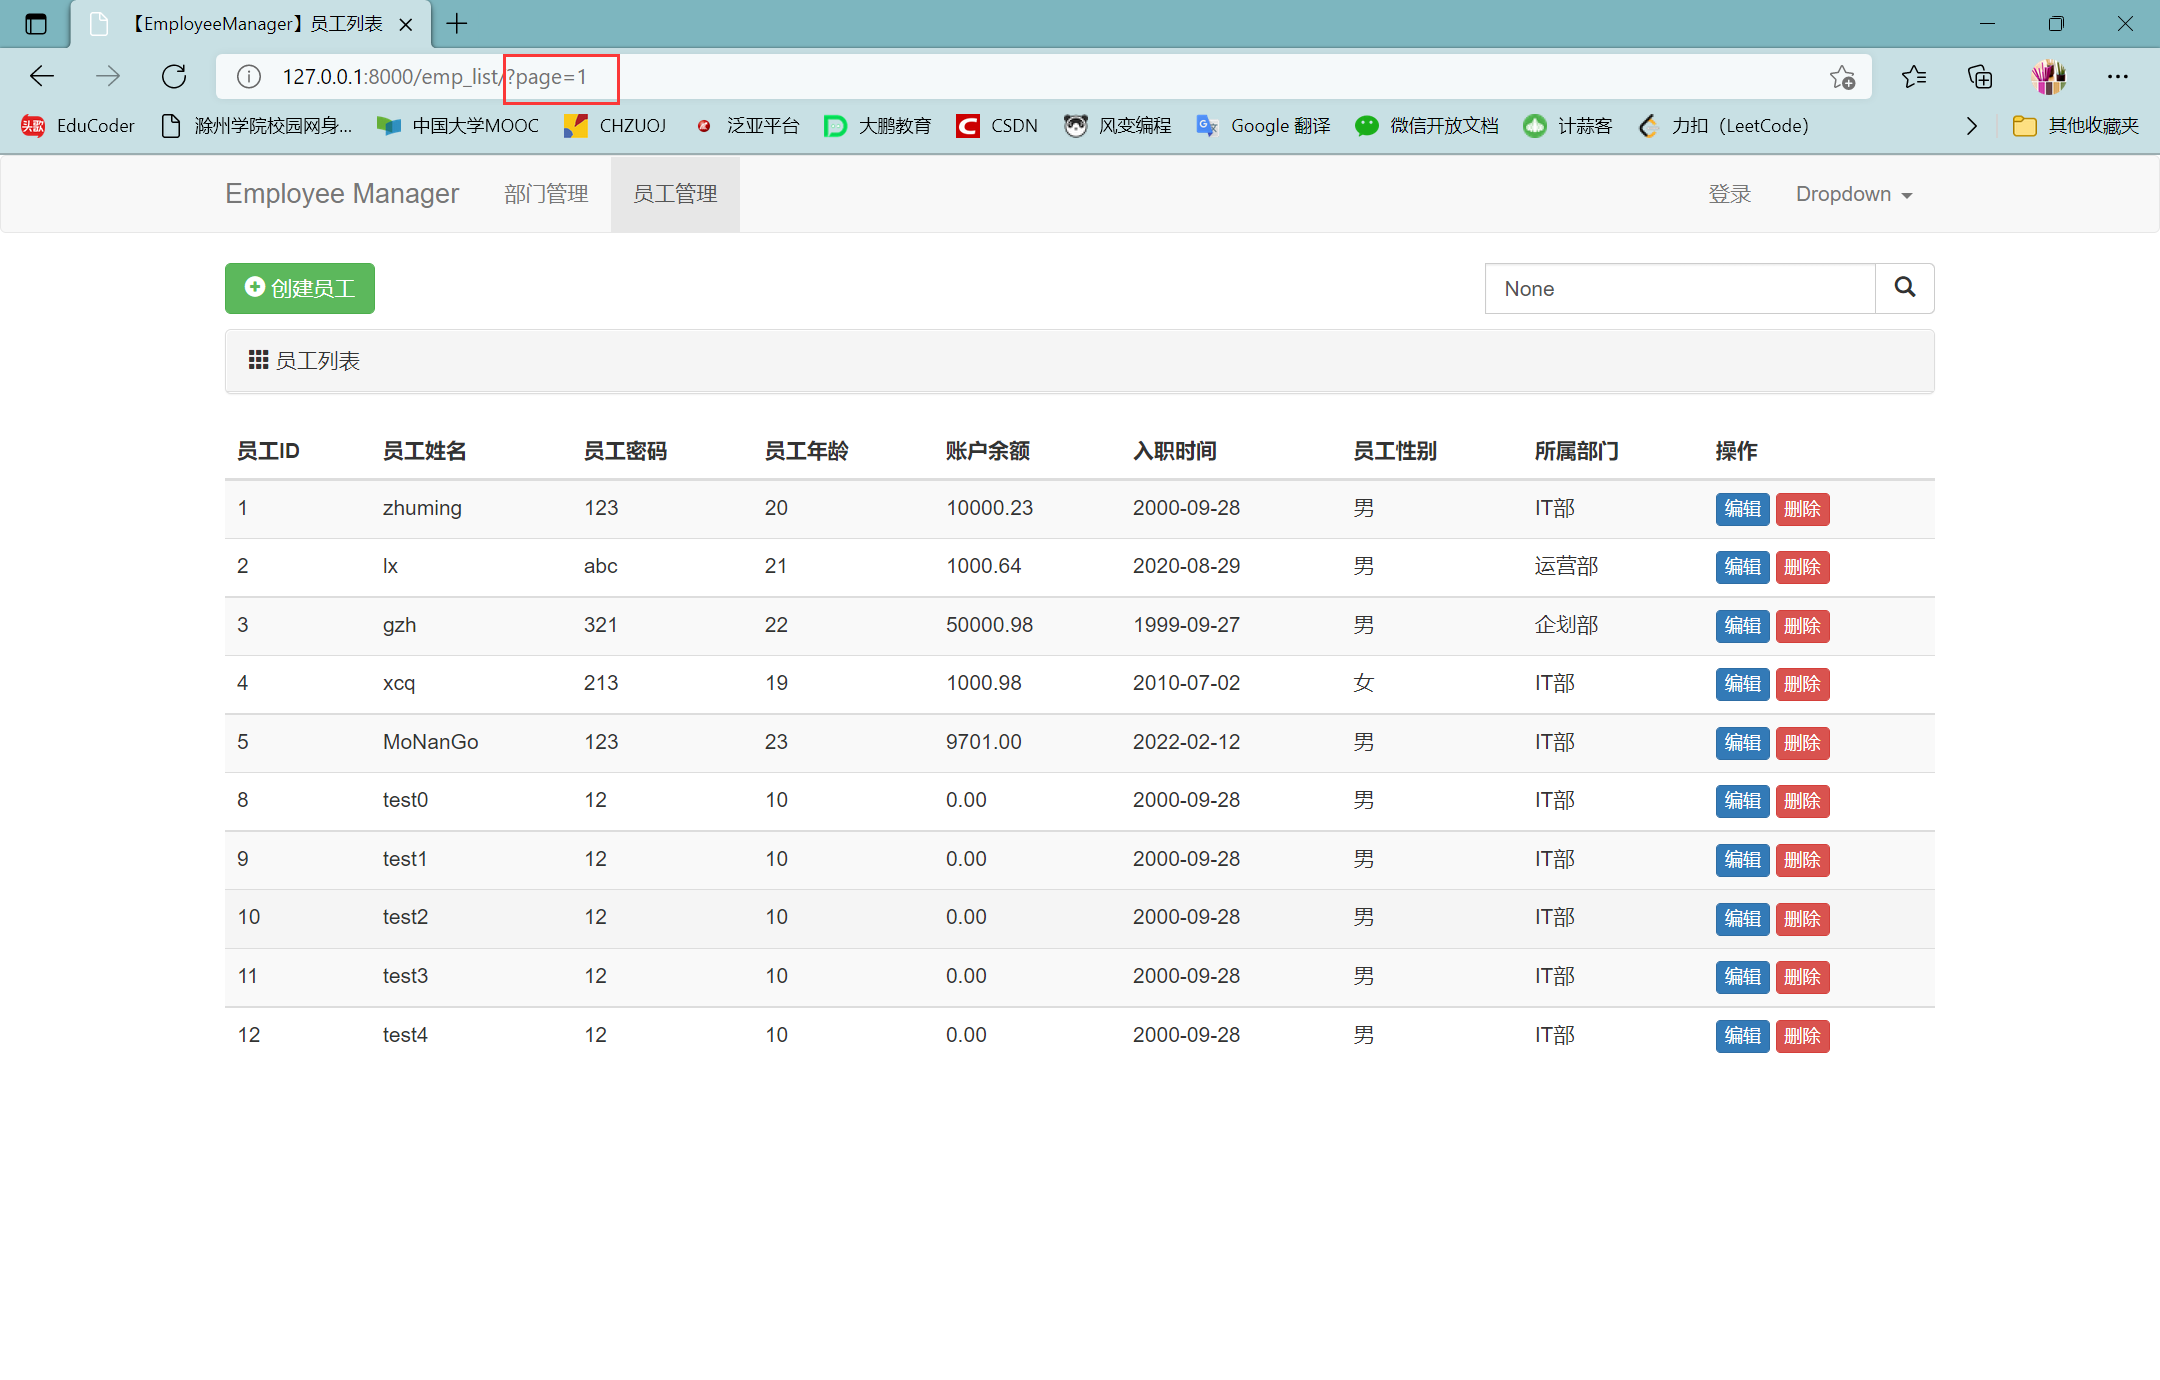 【EmployeeManager】员工列表
127.0.0.1:8000/emp_list/?page=1
头歌 EduCoder 滁州学院校园网身... 中国大学MOOC CHZUOJ 泛亚平台 大鹏教育 CSDN 风变编程 Google 翻译 微信开放文档 计蒜客 力扣（LeetCode） 其他收藏夹
Employee Manager 部门管理 员工管理 登录 Dropdown
创建员工 None
员工列表
员工ID 员工姓名 员工密码 员工年龄 账户余额 入职时间 员工性别 所属部门 操作
1 zhuming 123 20 10000.23 2000-09-28 男 IT部 编辑 删除
2 lx abc 21 1000.64 2020-08-29 男 运营部 编辑 删除
3 gzh 321 22 50000.98 1999-09-27 男 企划部 编辑 删除
4 xcq 213 19 1000.98 2010-07-02 女 IT部 编辑 删除
5 MoNanGo 123 23 9701.00 2022-02-12 男 IT部 编辑 删除
8 test0 12 10 0.00 2000-09-28 男 IT部 编辑 删除
9 test1 12 10 0.00 2000-09-28 男 IT部 编辑 删除
10 test2 12 10 0.00 2000-09-28 男 IT部 编辑 删除
11 test3 12 10 0.00 2000-09-28 男 IT部 编辑 删除
12 test4 12 10 0.00 2000-09-28 男 IT部 编辑 删除